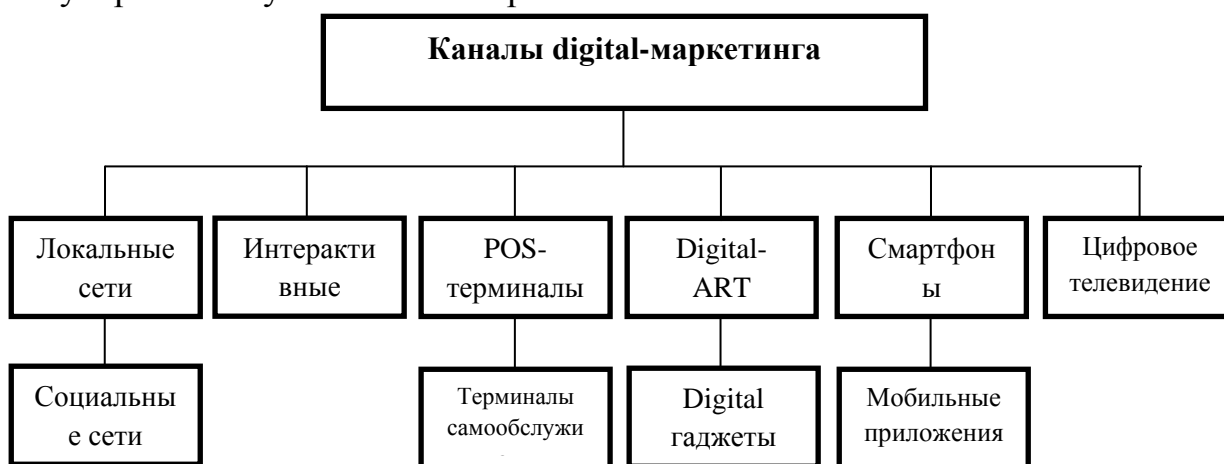 Каналы digital-маркетинга
Локальные
сети
Интеракти
вные
POS-
терминалы
Digital-
ART
Смартфон
ы
Цифровое
телевидение
Социальны
е сети
Терминалы
самообслужи
Digital
гаджеты
Мобильные
приложения